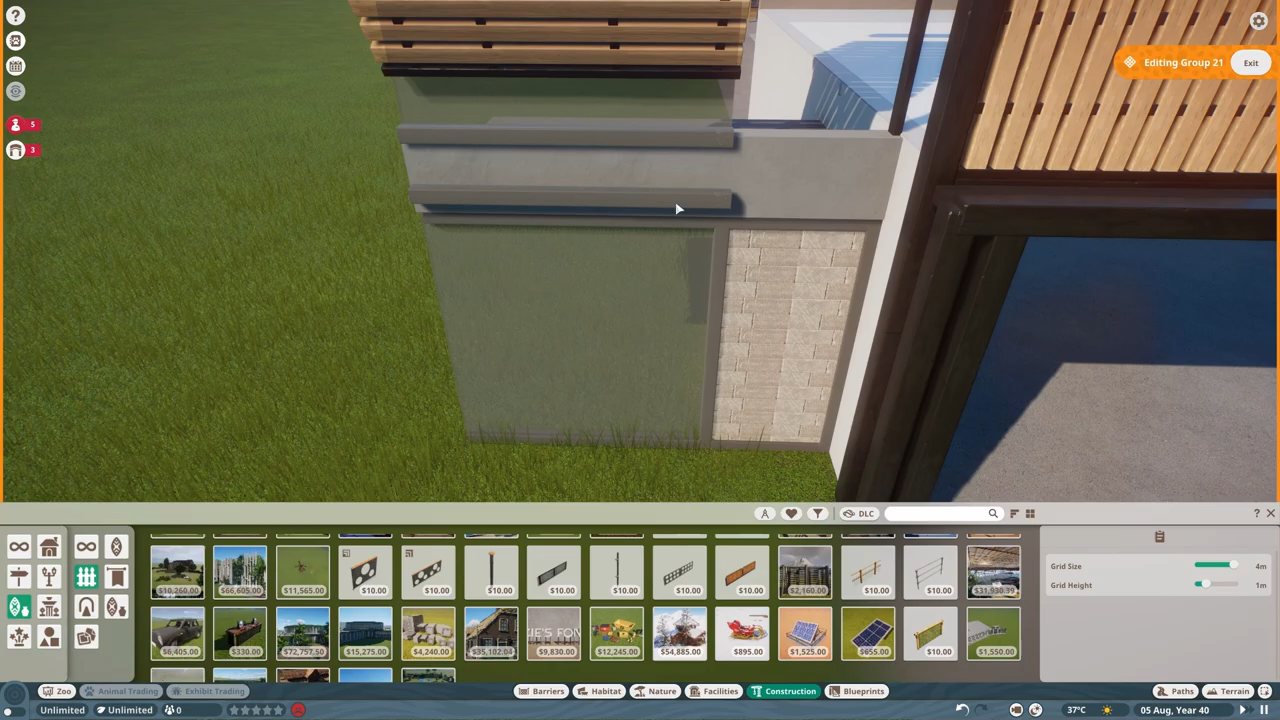 ?
Editing Group 21
Exit
5
3
DLC
?
$10,260.00
$66,605.00
$11,565.00
$10.00
$10.00
$10.00
$10.00
$10.00
$10.00
$10.00
$2,160.00
$10.00
$10.00
$31,930.99
Grid Size
4m
Grid Height
1m
$6,405.00
$330.00
$72,757.50
$15,275.00
$4,240.00
$35,102.04
$9,830.00
$12,245.00
$54,885.00
$895.00
$1,525.00
$655.00
$10.00
$1,550.00
Zoo
Animal Trading
Exhibit Trading
Barriers
Habitat
Nature
Facilities
Construction
Blueprints
Paths
Terrain
Unlimited
Unlimited
0
37°C
05 Aug, Year 40